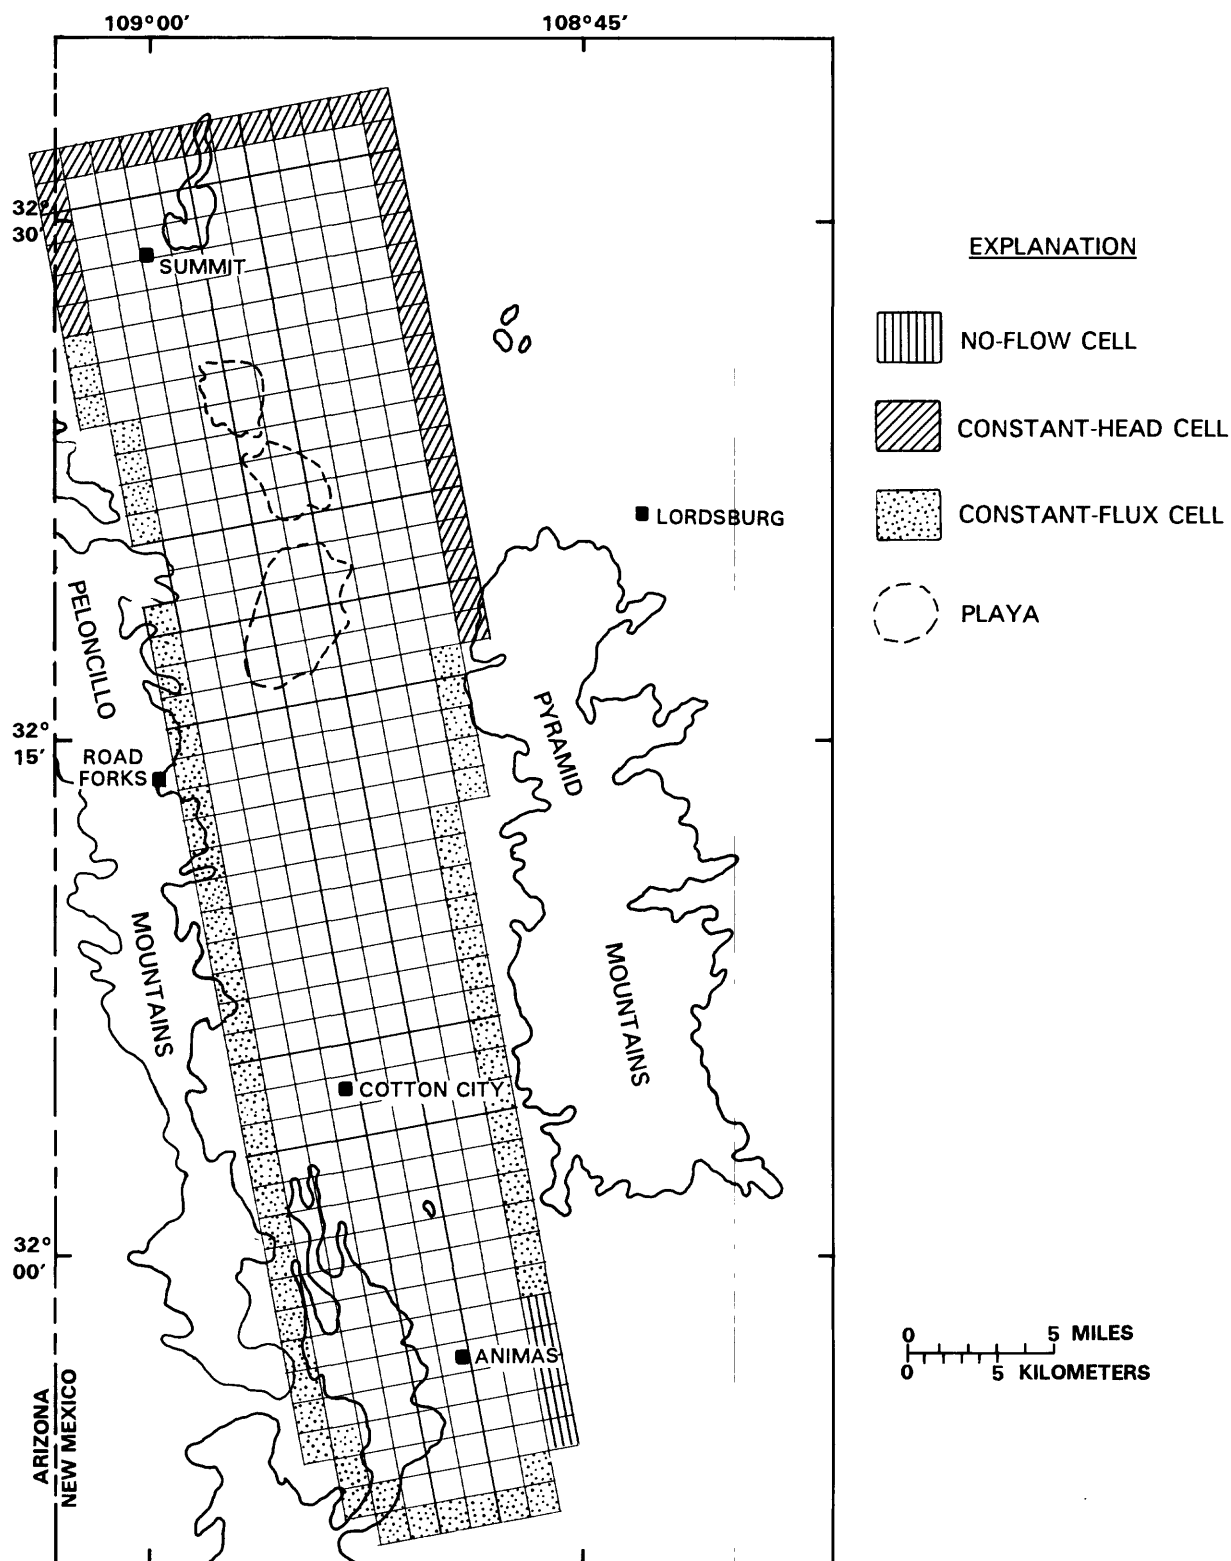 109°00′ 108°45′
32°
30′
SUMMIT
EXPLANATION
NO-FLOW CELL
CONSTANT-HEAD CELL
CONSTANT-FLUX CELL
PLAYA
LORDSBURG
PELONCILLO
PYRAMID
32°
15′
ROAD
FORKS
MOUNTAINS
MOUNTAINS
COTTON CITY
32°
00′
ANIMAS
0 5 MILES
0 5 KILOMETERS
ARIZONA
NEW MEXICO